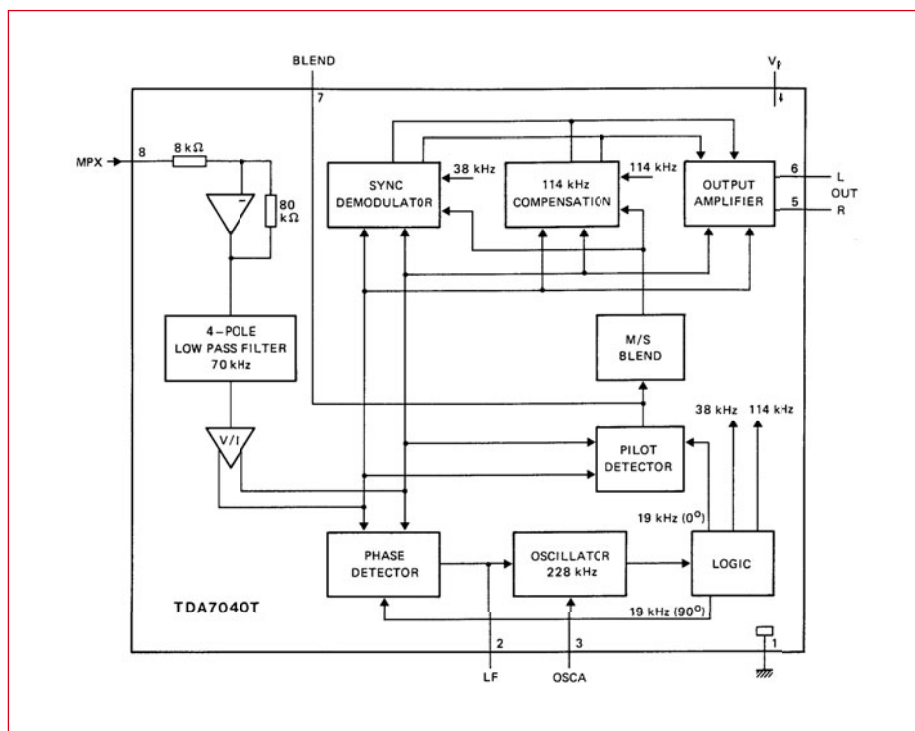 BLEND
7
MPX
8
8 kΩ
80
kΩ
SYNC
DEMODULATOR
38 kHz
114 kHz
COMPENSATION
114 kHz
OUTPUT
AMPLIFIER
6
L
OUT
5
R
4-POLE
LOW PASS FILTER
70 kHz
M/S
BLEND
V/I
38 kHz
114 kHz
PILOT
DETECTOR
19 kHz (0°)
PHASE
DETECTOR
OSCILLATOR
228 kHz
LOGIC
TDA7040T
19 kHz (90°)
2
3
1
LF
OSCA